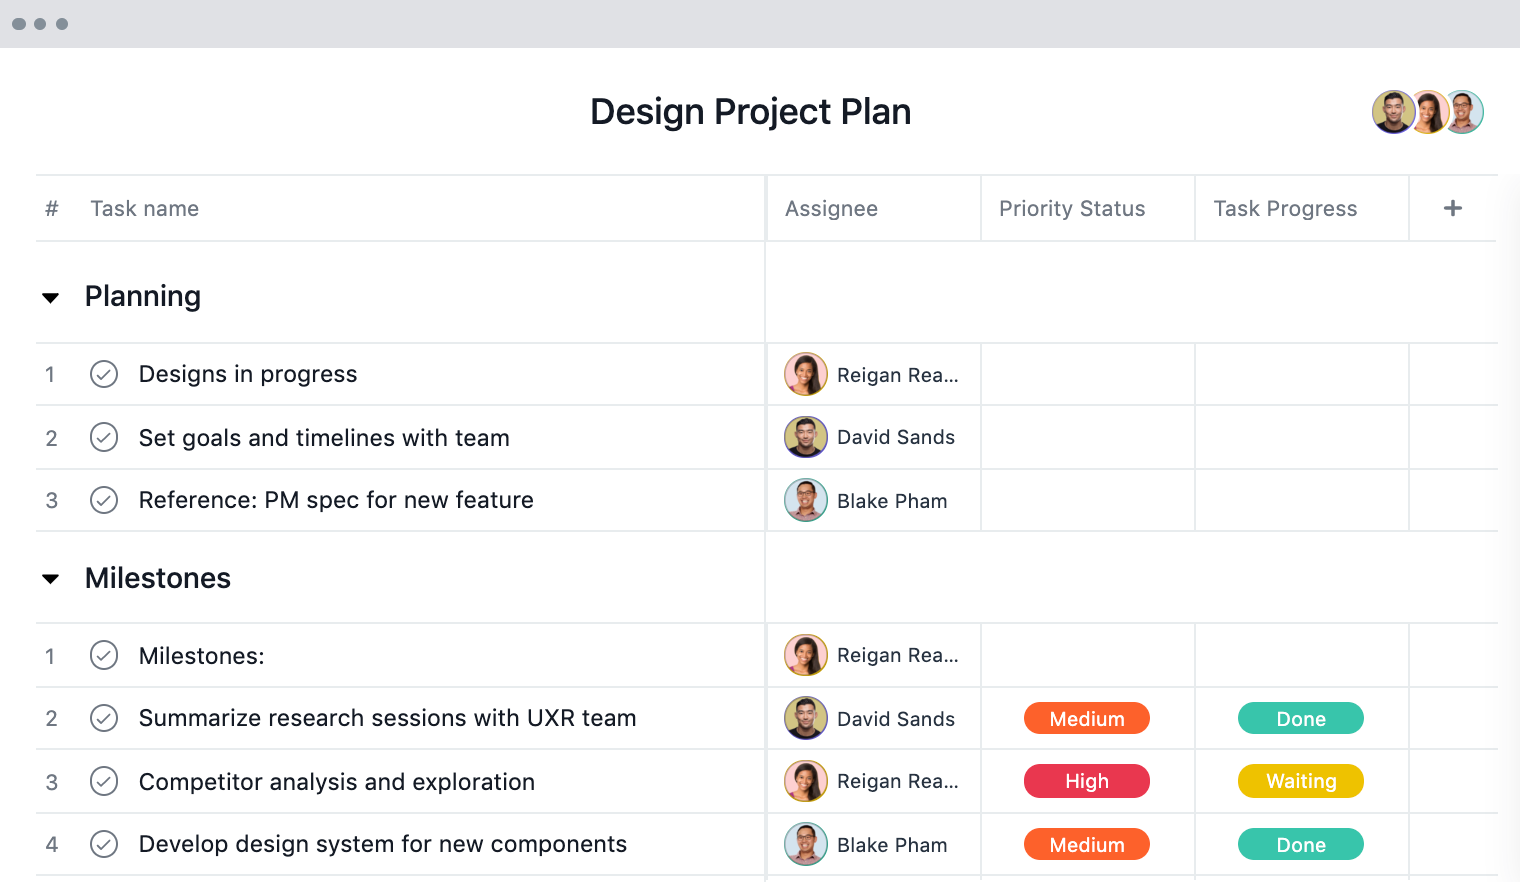 Design Project Plan
# Task name Assignee Priority Status Task Progress +
Planning
1 Designs in progress Reigan Rea...
2 Set goals and timelines with team David Sands
3 Reference: PM spec for new feature Blake Pham
Milestones
1 Milestones: Reigan Rea...
2 Summarize research sessions with UXR team David Sands Medium Done
3 Competitor analysis and exploration Reigan Rea... High Waiting
4 Develop design system for new components Blake Pham Medium Done